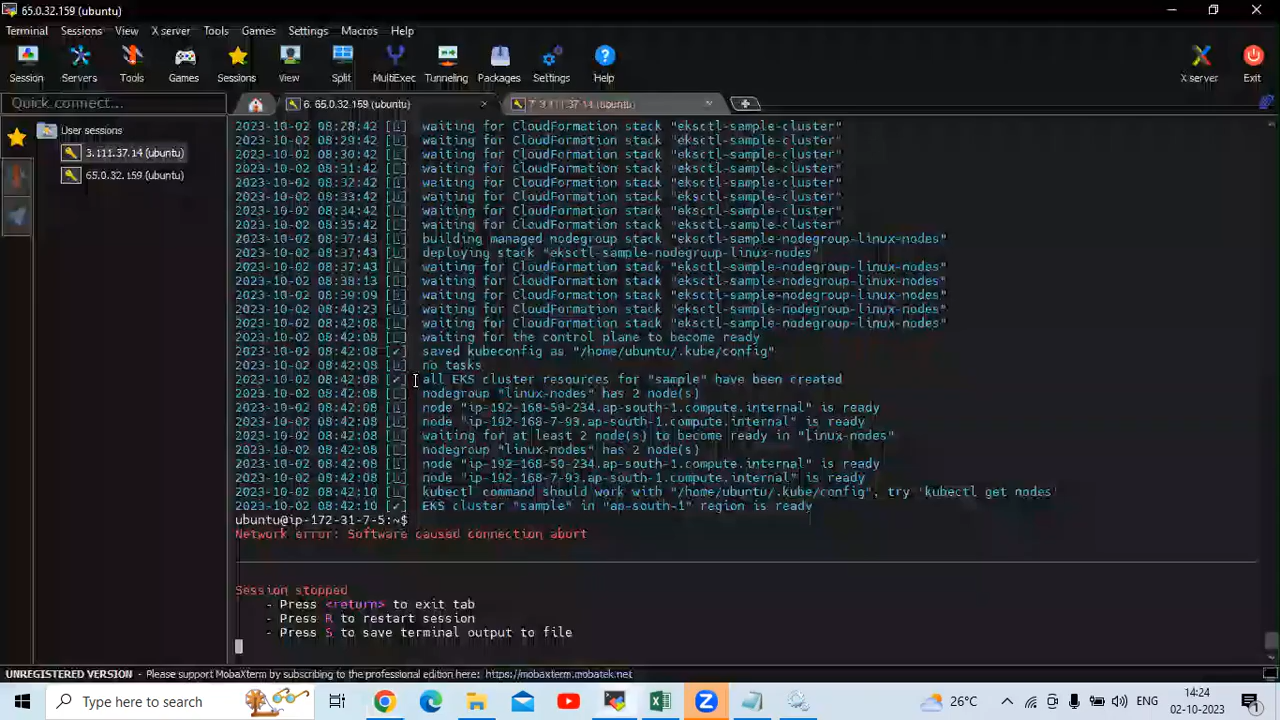 65.0.32.159 (ubuntu)
Terminal Sessions View X server Tools Games Settings Macros Help
Session Servers Tools Games Sessions View Split MultiExec Tunneling Packages Settings Help X server Exit
Quick connect...
6. 65.0.32.159 (ubuntu)
7. 3.111.37.14 (ubuntu)
User sessions
3.111.37.14 (ubuntu)
65.0.32.159 (ubuntu)
2023-10-02 08:28:42 [ℹ] waiting for CloudFormation stack "eksctl-sample-cluster"
2023-10-02 08:29:42 [ℹ] waiting for CloudFormation stack "eksctl-sample-cluster"
2023-10-02 08:30:42 [ℹ] waiting for CloudFormation stack "eksctl-sample-cluster"
2023-10-02 08:31:42 [ℹ] waiting for CloudFormation stack "eksctl-sample-cluster"
2023-10-02 08:32:42 [ℹ] waiting for CloudFormation stack "eksctl-sample-cluster"
2023-10-02 08:33:42 [ℹ] waiting for CloudFormation stack "eksctl-sample-cluster"
2023-10-02 08:34:42 [ℹ] waiting for CloudFormation stack "eksctl-sample-cluster"
2023-10-02 08:35:42 [ℹ] waiting for CloudFormation stack "eksctl-sample-cluster"
2023-10-02 08:37:43 [ℹ] building managed nodegroup stack "eksctl-sample-nodegroup-linux-nodes"
2023-10-02 08:37:43 [ℹ] deploying stack "eksctl-sample-nodegroup-linux-nodes"
2023-10-02 08:37:43 [ℹ] waiting for CloudFormation stack "eksctl-sample-nodegroup-linux-nodes"
2023-10-02 08:38:13 [ℹ] waiting for CloudFormation stack "eksctl-sample-nodegroup-linux-nodes"
2023-10-02 08:39:09 [ℹ] waiting for CloudFormation stack "eksctl-sample-nodegroup-linux-nodes"
2023-10-02 08:40:23 [ℹ] waiting for CloudFormation stack "eksctl-sample-nodegroup-linux-nodes"
2023-10-02 08:42:08 [ℹ] waiting for CloudFormation stack "eksctl-sample-nodegroup-linux-nodes"
2023-10-02 08:42:08 [ℹ] waiting for the control plane to become ready
2023-10-02 08:42:08 [✔] saved kubeconfig as "/home/ubuntu/.kube/config"
2023-10-02 08:42:08 [ℹ] no tasks
2023-10-02 08:42:08 [✔] all EKS cluster resources for "sample" have been created
2023-10-02 08:42:08 [ℹ] nodegroup "linux-nodes" has 2 node(s)
2023-10-02 08:42:08 [ℹ] node "ip-192-168-50-234.ap-south-1.compute.internal" is ready
2023-10-02 08:42:08 [ℹ] node "ip-192-168-7-93.ap-south-1.compute.internal" is ready
2023-10-02 08:42:08 [ℹ] waiting for at least 2 node(s) to become ready in "linux-nodes"
2023-10-02 08:42:08 [ℹ] nodegroup "linux-nodes" has 2 node(s)
2023-10-02 08:42:08 [ℹ] node "ip-192-168-50-234.ap-south-1.compute.internal" is ready
2023-10-02 08:42:08 [ℹ] node "ip-192-168-7-93.ap-south-1.compute.internal" is ready
2023-10-02 08:42:10 [ℹ] kubectl command should work with "/home/ubuntu/.kube/config", try 'kubectl get nodes'
2023-10-02 08:42:10 [✔] EKS cluster "sample" in "ap-south-1" region is ready
ubuntu@ip-172-31-7-5:~$
Network error: Software caused connection abort
Session stopped
- Press <return> to exit tab
- Press R to restart session
- Press S to save terminal output to file
UNREGISTERED VERSION - Please support MobaXterm by subscribing to the professional edition here: https://mobaxterm.mobatek.net
Type here to search
26°C
14:24
02-10-2023